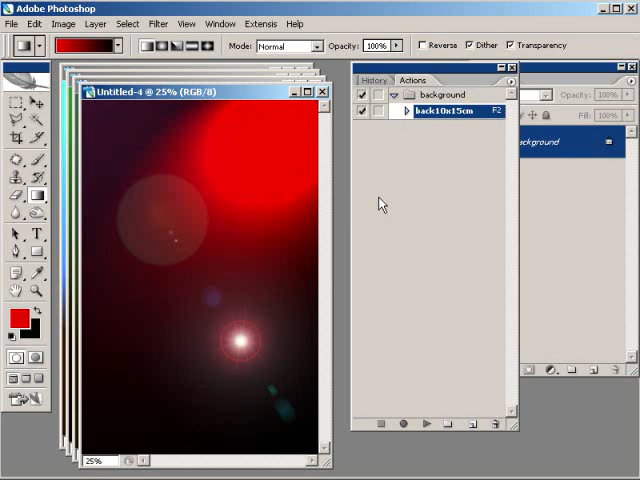 Adobe Photoshop
File Edit Image Layer Select Filter View Window Extensis Help
Mode: Normal Opacity: 100% Reverse Dither Transparency
Untitled-4 @ 25% (RGB/8)
History Actions
background
back10x15cm F2
Opacity: 100%
Fill: 100%
ackground
T
25%